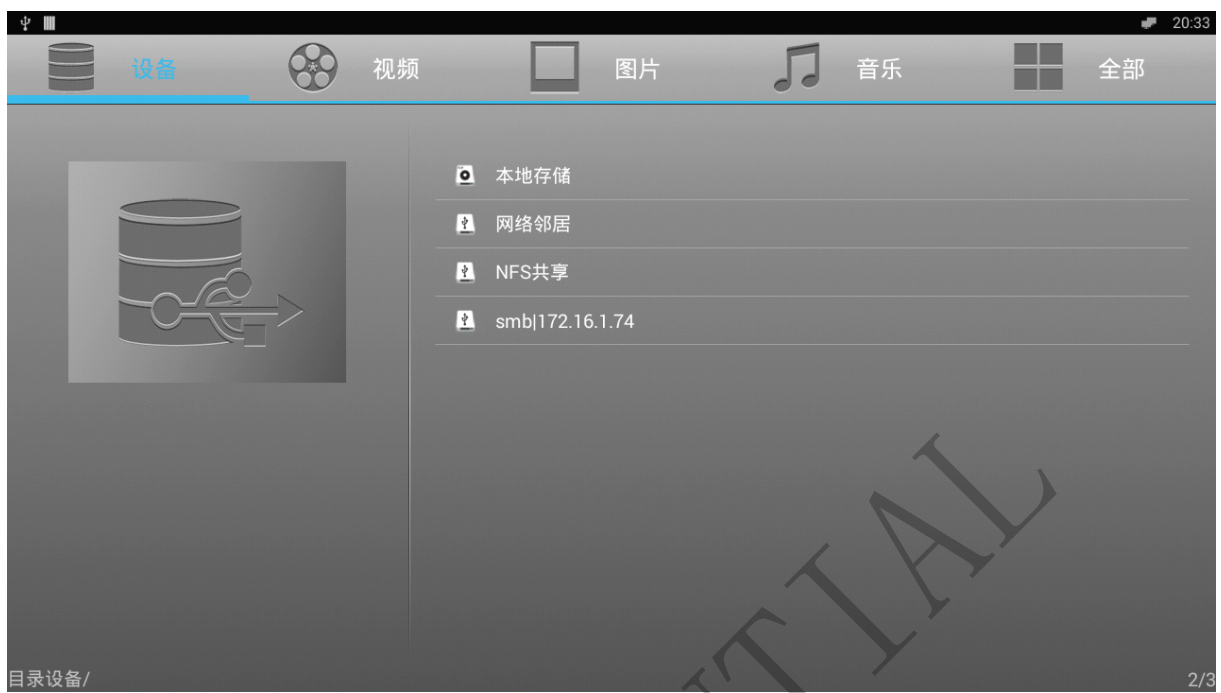 20:33
设备 视频 图片 音乐 全部
本地存储
网络邻居
NFS共享
smb|172.16.1.74
NTIAL
目录设备/ 2/3